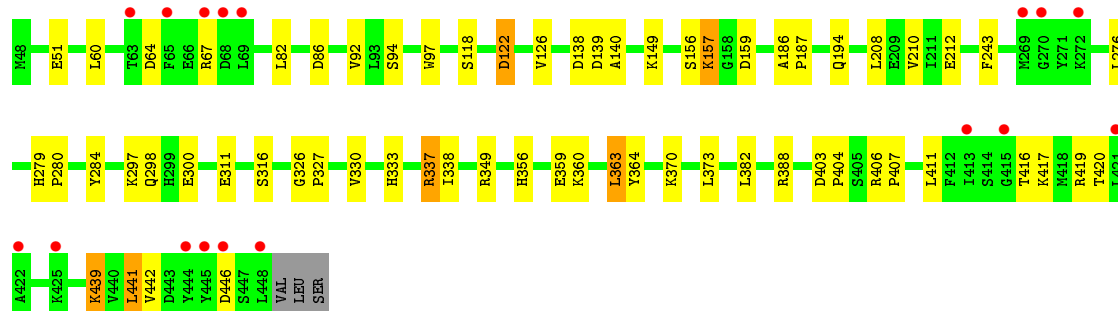 M48 E51 L60 T63 D64 F65 E66 R67 D68 L69 L82 D86 V92 L93 S94 W97 S118 D122 V126 D138 D139 A140 K149 S156 K157 G158 D159 A186 P187 Q194 L208 E209 V210 I211 E212 F243 M269 G270 Y271 K272 L276
H279 P280 Y284 K297 Q298 H299 E300 E311 S316 G326 P327 V330 H333 R337 I338 R349 H356 E359 K360 L363 Y364 K370 L373 L382 R388 D403 P404 S405 R406 P407 L411 F412 I413 S414 G415 T416 K417 M418 R419 T420 L421
A422 K425 K439 V440 L441 V442 D443 Y444 Y445 D446 S447 L448 VAL LEU SER